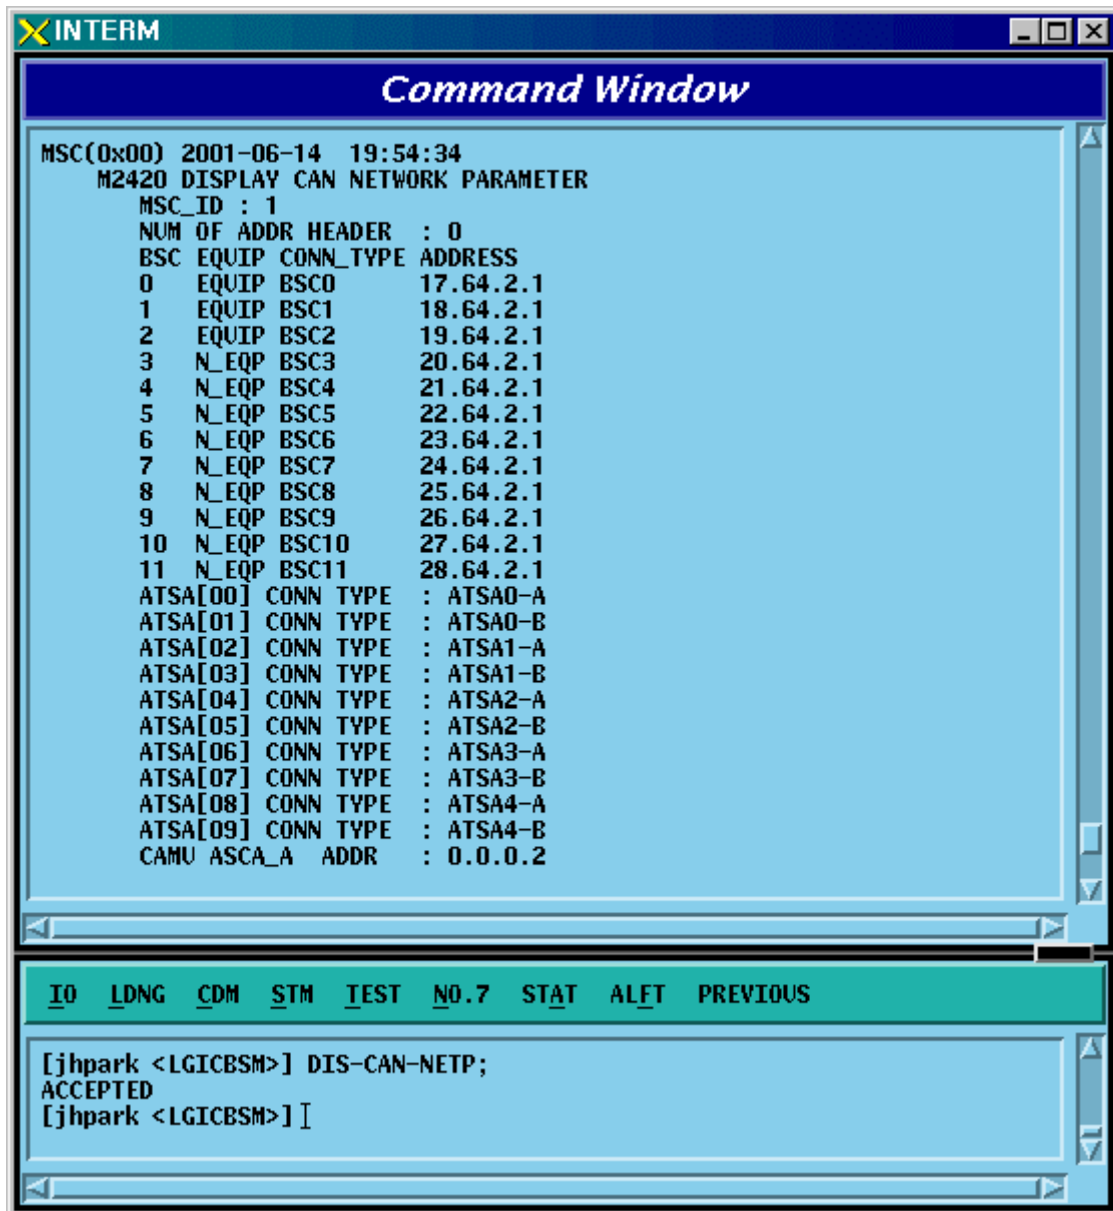 INTERM
Command Window
MSC(0x00) 2001-06-14 19:54:34
M2420 DISPLAY CAN NETWORK PARAMETER
MSC_ID : 1
NUM OF ADDR HEADER : 0
BSC EQUIP CONN_TYPE ADDRESS
0 EQUIP BSC0 17.64.2.1
1 EQUIP BSC1 18.64.2.1
2 EQUIP BSC2 19.64.2.1
3 N_EQP BSC3 20.64.2.1
4 N_EQP BSC4 21.64.2.1
5 N_EQP BSC5 22.64.2.1
6 N_EQP BSC6 23.64.2.1
7 N_EQP BSC7 24.64.2.1
8 N_EQP BSC8 25.64.2.1
9 N_EQP BSC9 26.64.2.1
10 N_EQP BSC10 27.64.2.1
11 N_EQP BSC11 28.64.2.1
ATSA[00] CONN TYPE : ATSA0-A
ATSA[01] CONN TYPE : ATSA0-B
ATSA[02] CONN TYPE : ATSA1-A
ATSA[03] CONN TYPE : ATSA1-B
ATSA[04] CONN TYPE : ATSA2-A
ATSA[05] CONN TYPE : ATSA2-B
ATSA[06] CONN TYPE : ATSA3-A
ATSA[07] CONN TYPE : ATSA3-B
ATSA[08] CONN TYPE : ATSA4-A
ATSA[09] CONN TYPE : ATSA4-B
CAMU ASCA_A ADDR : 0.0.0.2
IO LDNG CDM STM TEST NO.7 STAT ALFT PREVIOUS
[jhpark <LGICBSM>] DIS-CAN-NETP;
ACCEPTED
[jhpark <LGICBSM>]